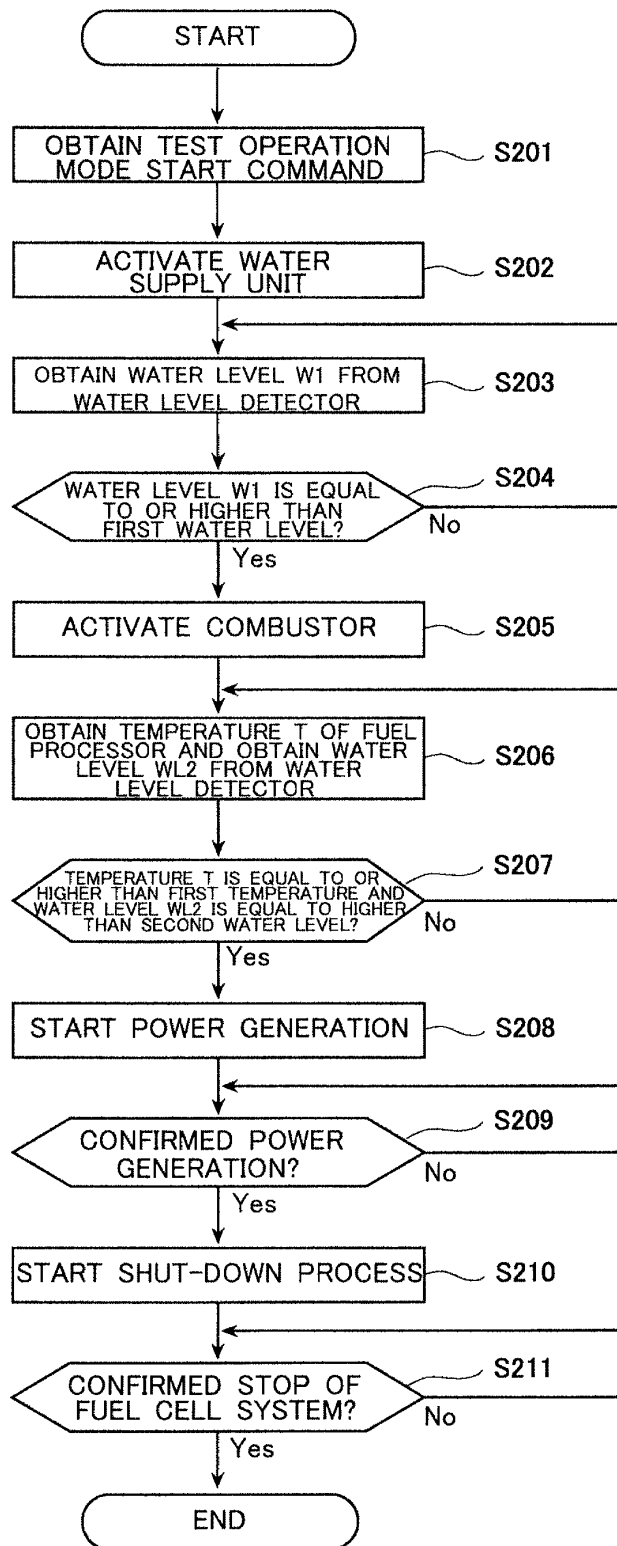 START
OBTAIN TEST OPERATION
MODE START COMMAND
S201
ACTIVATE WATER
SUPPLY UNIT
S202
OBTAIN WATER LEVEL W1 FROM
WATER LEVEL DETECTOR
S203
WATER LEVEL W1 IS EQUAL
TO OR HIGHER THAN
FIRST WATER LEVEL?
S204
No
Yes
ACTIVATE COMBUSTOR
S205
OBTAIN TEMPERATURE T OF FUEL
PROCESSOR AND OBTAIN WATER
LEVEL WL2 FROM WATER
LEVEL DETECTOR
S206
TEMPERATURE T IS EQUAL TO OR
HIGHER THAN FIRST TEMPERATURE AND
WATER LEVEL WL2 IS EQUAL TO HIGHER
THAN SECOND WATER LEVEL?
S207
No
Yes
START POWER GENERATION
S208
CONFIRMED POWER
GENERATION?
S209
No
Yes
START SHUT-DOWN PROCESS
S210
CONFIRMED STOP OF
FUEL CELL SYSTEM?
S211
No
Yes
END